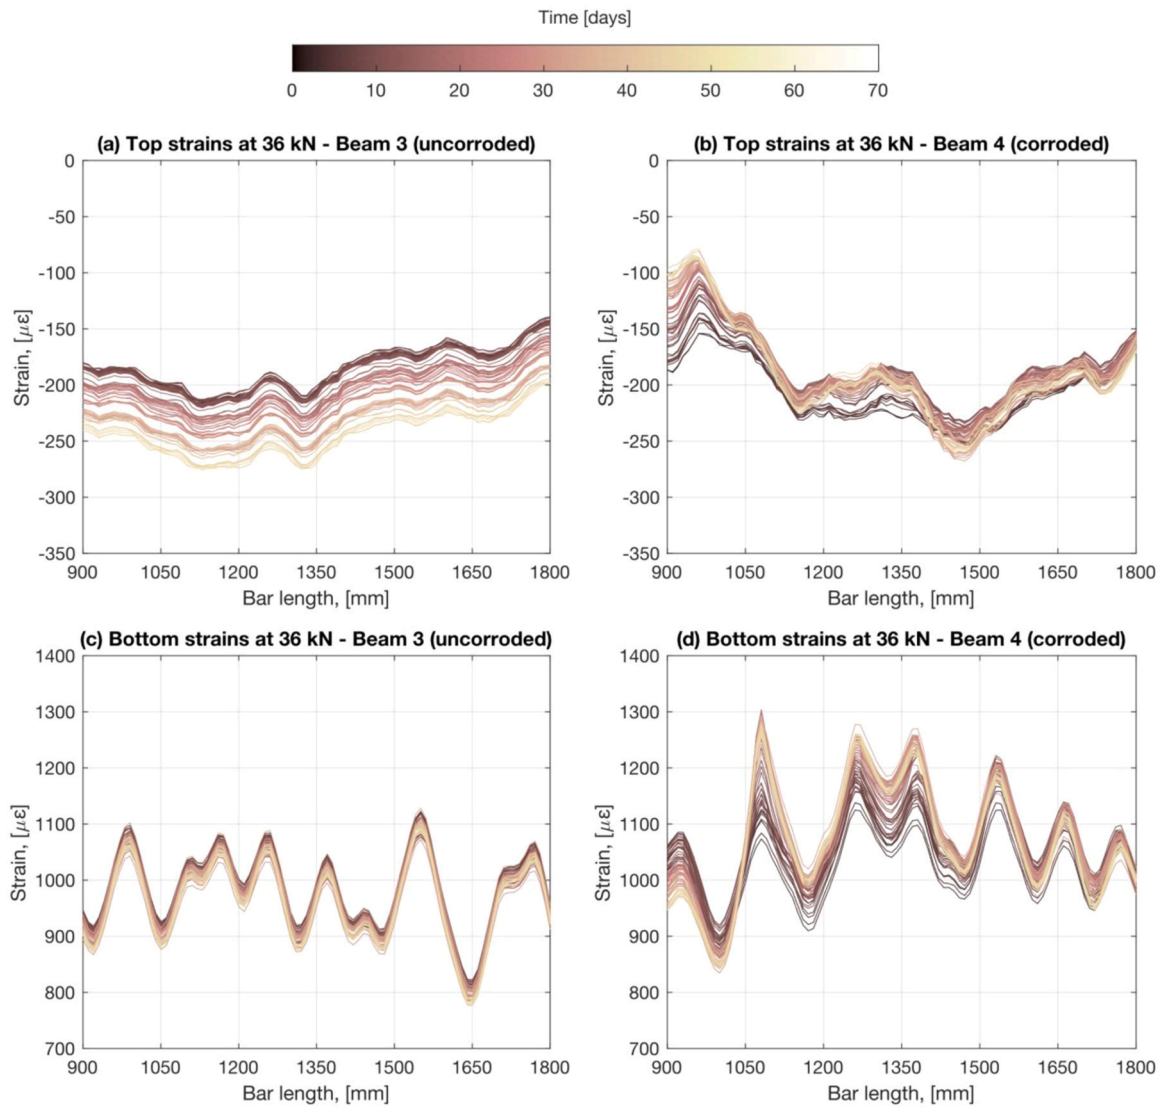 Time [days]
0 10 20 30 40 50 60 70
(a) Top strains at 36 kN - Beam 3 (uncorroded)
0
-50
-100
-150
-200
-250
-300
-350
Strain, [με]
900 1050 1200 1350 1500 1650 1800
Bar length, [mm]
(b) Top strains at 36 kN - Beam 4 (corroded)
0
-50
-100
-150
-200
-250
-300
-350
Strain, [με]
900 1050 1200 1350 1500 1650 1800
Bar length, [mm]
(c) Bottom strains at 36 kN - Beam 3 (uncorroded)
1400
1300
1200
1100
1000
900
800
700
Strain, [με]
900 1050 1200 1350 1500 1650 1800
Bar length, [mm]
(d) Bottom strains at 36 kN - Beam 4 (corroded)
1400
1300
1200
1100
1000
900
800
700
Strain, [με]
900 1050 1200 1350 1500 1650 1800
Bar length, [mm]